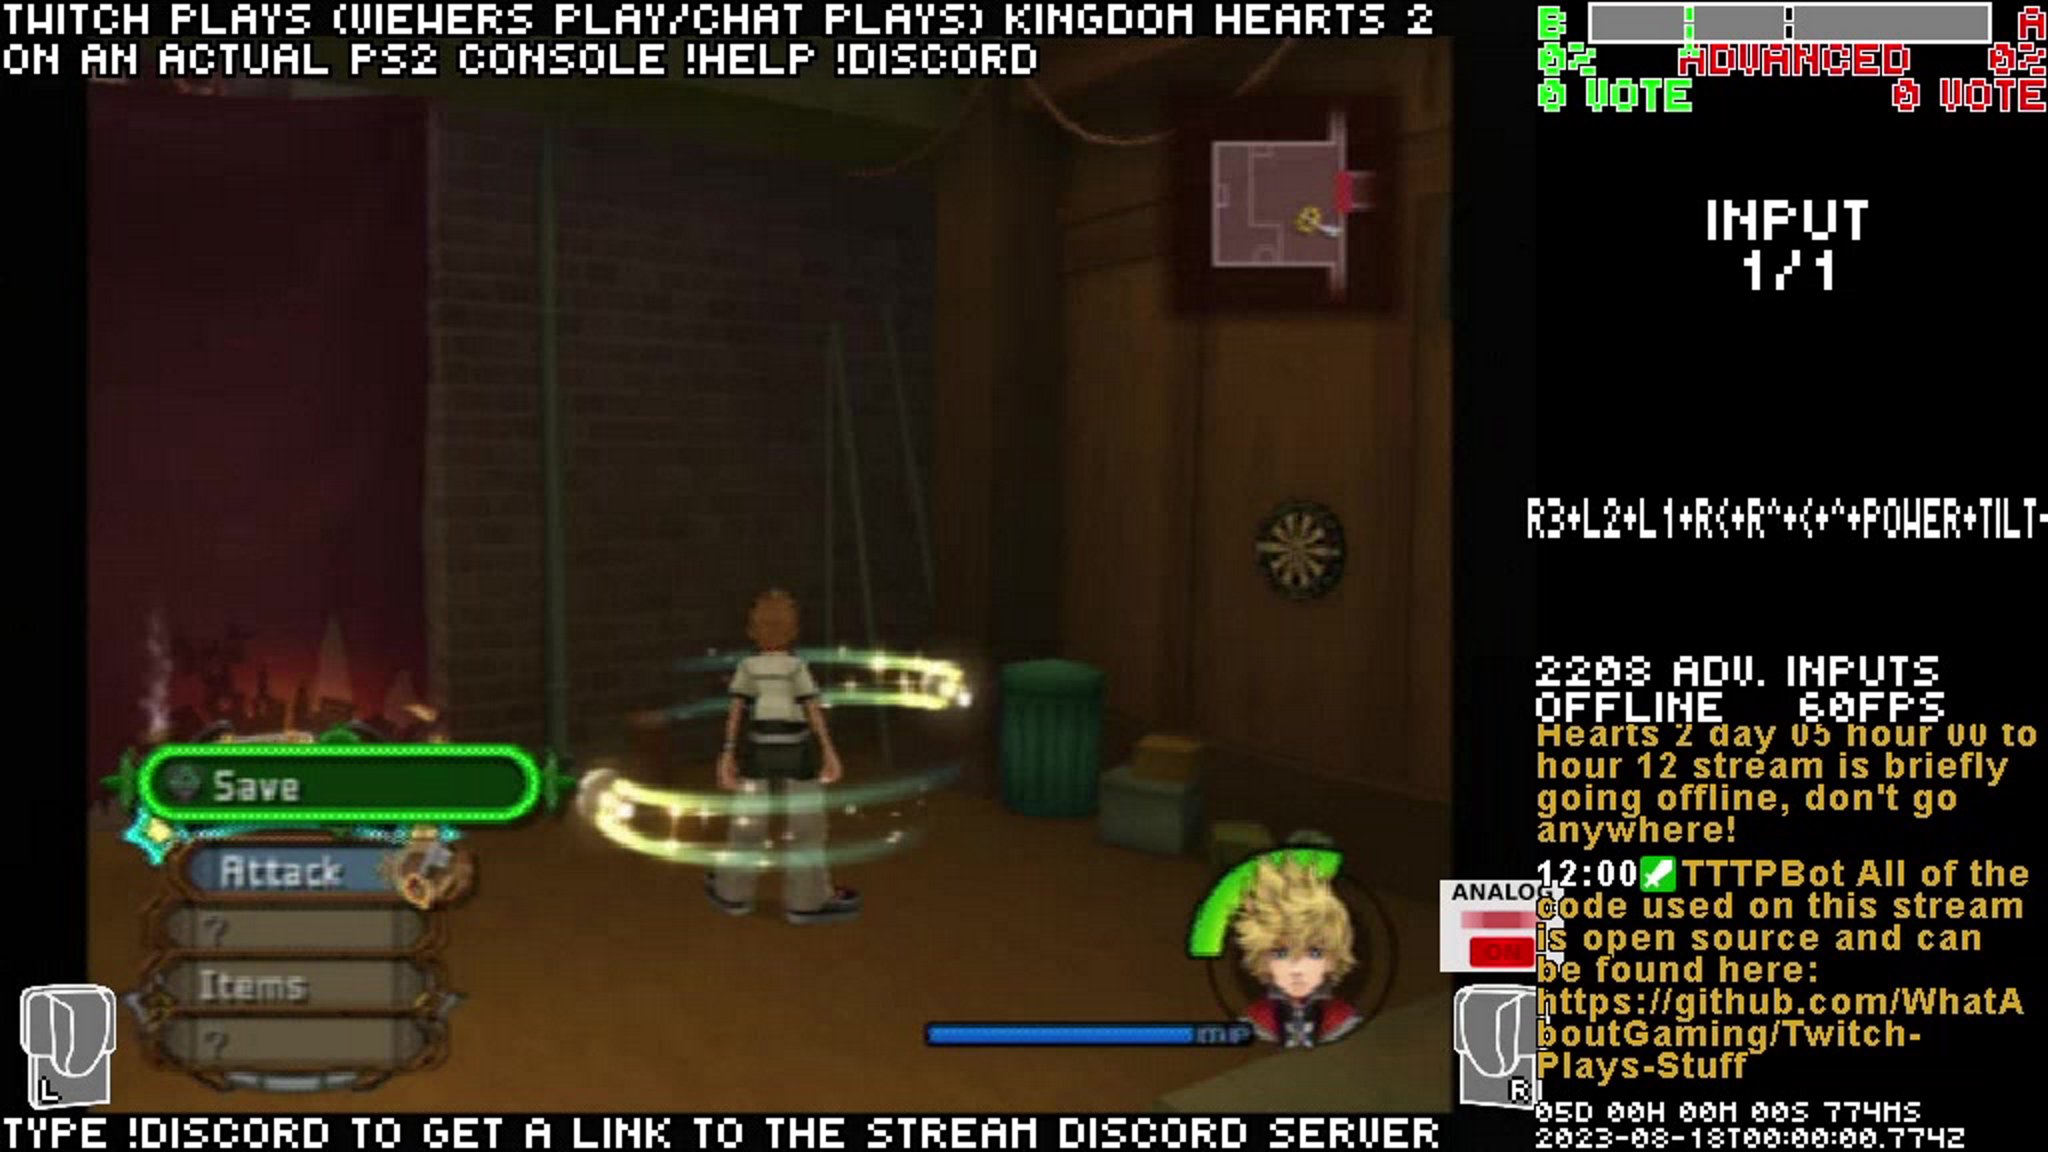 TWITCH PLAYS (VIEWERS PLAY/CHAT PLAYS) KINGDOM HEARTS 2
ON AN ACTUAL PS2 CONSOLE !HELP !DISCORD
B A
0% ADVANCED 0%
0 VOTE 0 VOTE
INPUT
1/1
R3+L2+L1+R<+R^+<+^+POWER+TILT-
2208 ADV. INPUTS
OFFLINE 60FPS
Hearts 2 day 05 hour 00 to
hour 12 stream is briefly
going offline, don't go
anywhere!
12:00 TTTPBot All of the
code used on this stream
is open source and can
be found here:
https://github.com/WhatA
boutGaming/Twitch-
Plays-Stuff
05D 00H 00M 00S 774MS
2023-08-18T00:00:00.774Z
Save
Attack
?
Items
?
MP
ANALOG
ON
L
R
TYPE !DISCORD TO GET A LINK TO THE STREAM DISCORD SERVER